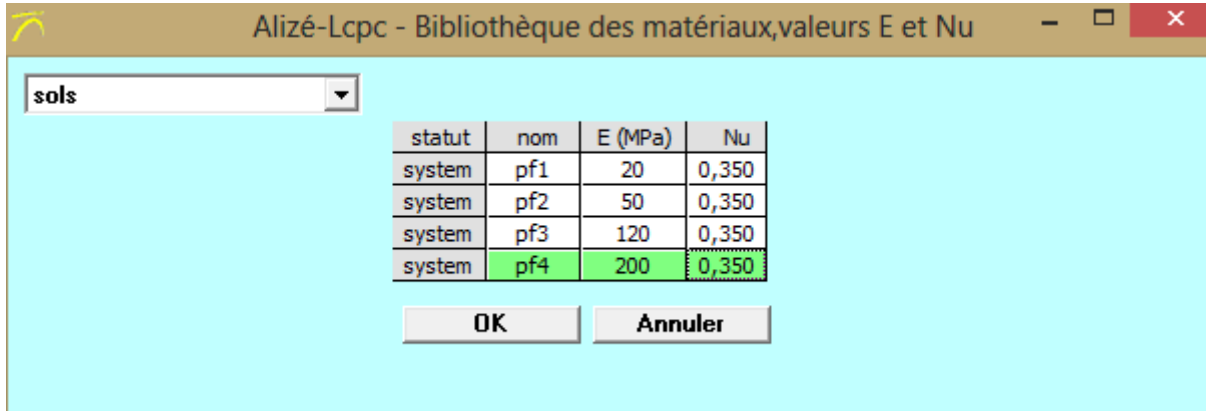 Alizé-Lcpc - Bibliothèque des matériaux,valeurs E et Nu
sols
statut nom E (MPa) Nu
system pf1 20 0,350
system pf2 50 0,350
system pf3 120 0,350
system pf4 200 0,350
OK Annuler